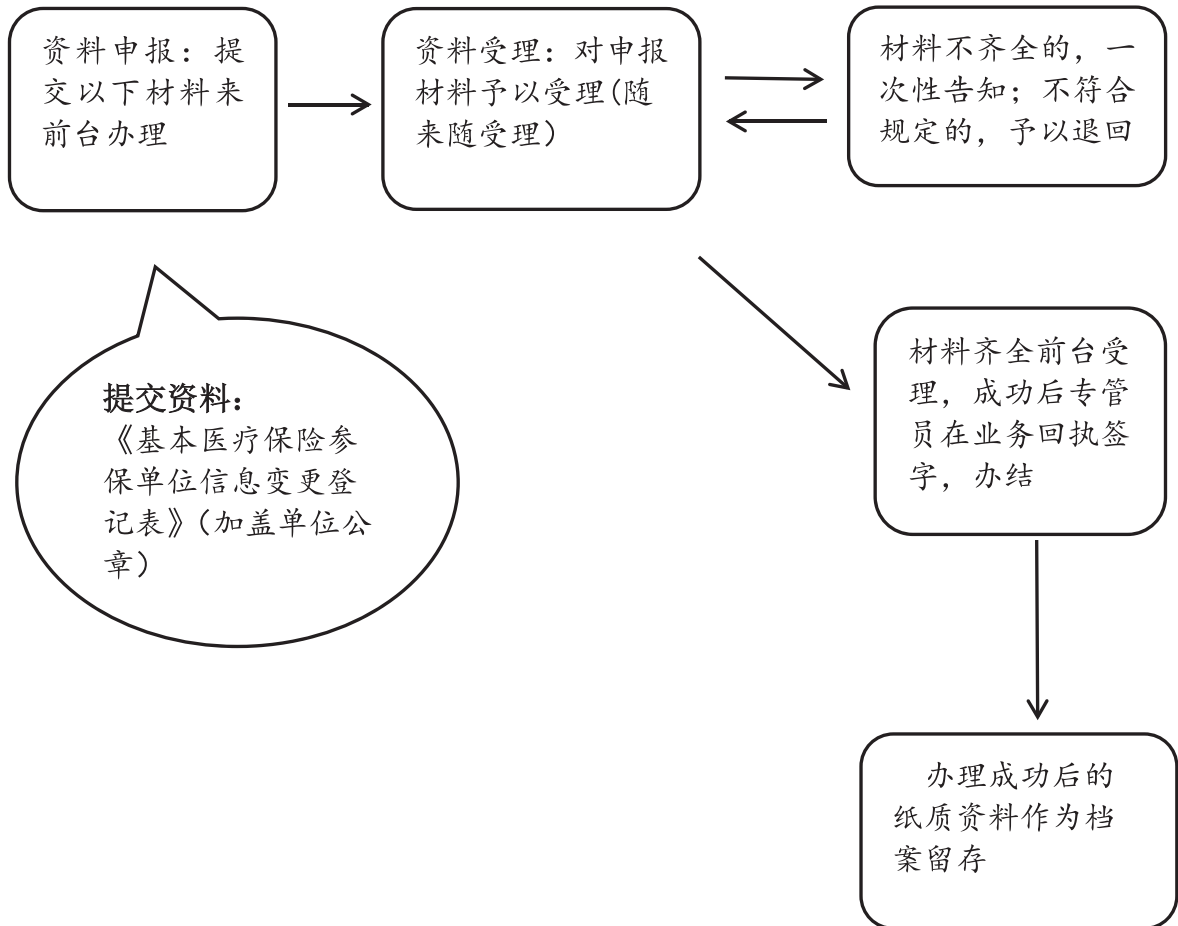 资料申报：提
交以下材料来
前台办理
资料受理：对申报
材料予以受理(随
来随受理）
材料不齐全的，一
次性告知；不符合
规定的，予以退回
提交资料：
《基本医疗保险参
保单位信息变更登
记表》（加盖单位公
章）
材料齐全前台受
理，成功后专管
员在业务回执签
字，办结
办理成功后的
纸质资料作为档
案留存